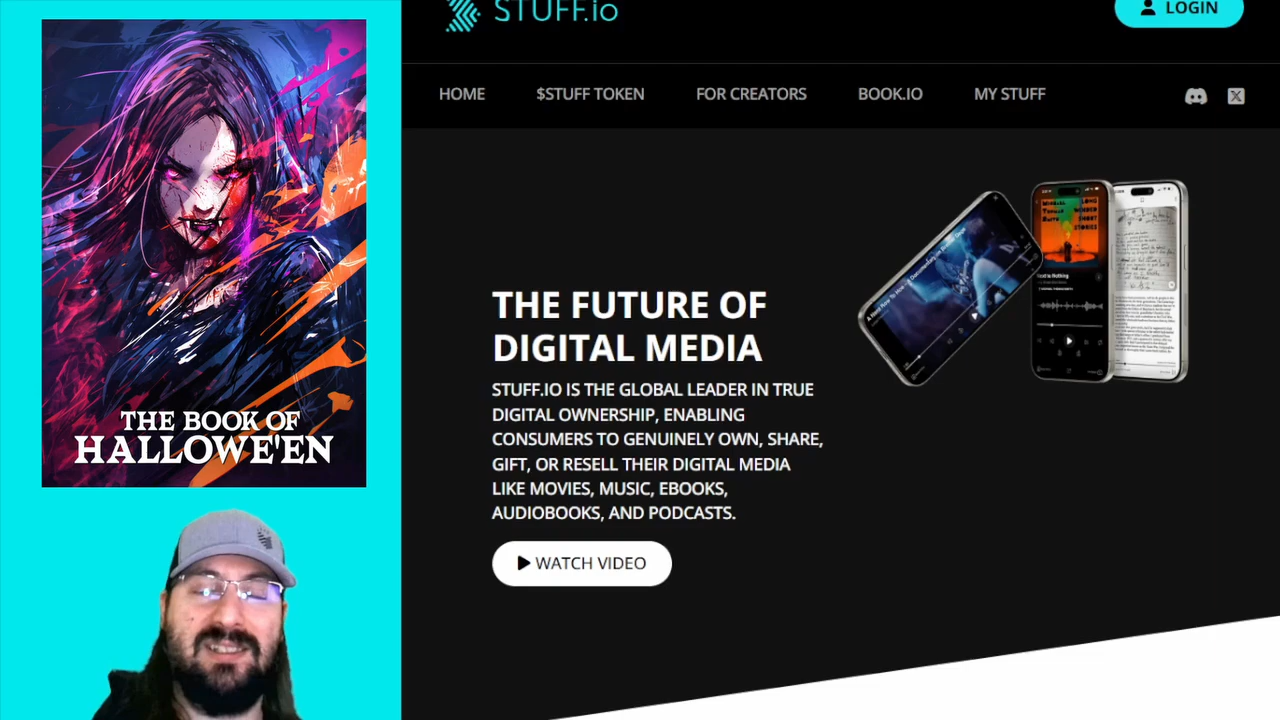 THE BOOK OF
HALLOWE'EN
STUFF.io
LOGIN
HOME
$STUFF TOKEN
FOR CREATORS
BOOK.IO
MY STUFF
THE FUTURE OF
DIGITAL MEDIA
STUFF.IO IS THE GLOBAL LEADER IN TRUE
DIGITAL OWNERSHIP, ENABLING
CONSUMERS TO GENUINELY OWN, SHARE,
GIFT, OR RESELL THEIR DIGITAL MEDIA
LIKE MOVIES, MUSIC, EBOOKS,
AUDIOBOOKS, AND PODCASTS.
WATCH VIDEO